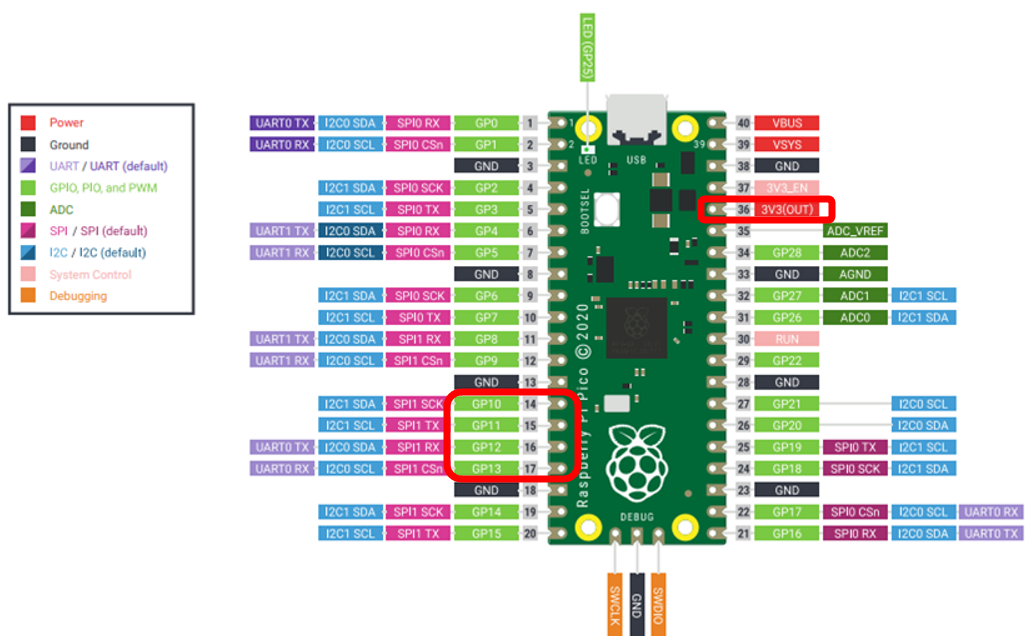 LED (GP25)
Power
Ground
UART / UART (default)
GPIO, PIO, and PWM
ADC
SPI / SPI (default)
I2C / I2C (default)
System Control
Debugging
UART0 TX I2C0 SDA SPI0 RX GP0 1
UART0 RX I2C0 SCL SPI0 CSn GP1 2
GND 3
I2C1 SDA SPI0 SCK GP2 4
I2C1 SCL SPI0 TX GP3 5
UART1 TX I2C0 SDA SPI0 RX GP4 6
UART1 RX I2C0 SCL SPI0 CSn GP5 7
GND 8
I2C1 SDA SPI0 SCK GP6 9
I2C1 SCL SPI0 TX GP7 10
UART1 TX I2C0 SDA SPI1 RX GP8 11
UART1 RX I2C0 SCL SPI1 CSn GP9 12
GND 13
I2C1 SDA SPI1 SCK GP10 14
I2C1 SCL SPI1 TX GP11 15
UART0 TX I2C0 SDA SPI1 RX GP12 16
UART0 RX I2C0 SCL SPI1 CSn GP13 17
GND 18
I2C1 SDA SPI1 SCK GP14 19
I2C1 SCL SPI1 TX GP15 20
1
2
39
LED
USB
BOOTSEL
Raspberry Pi Pico © 2020
DEBUG
40 VBUS
39 VSYS
38 GND
37 3V3_EN
36 3V3(OUT)
35 ADC_VREF
34 GP28 ADC2
33 GND AGND
32 GP27 ADC1 I2C1 SCL
31 GP26 ADC0 I2C1 SDA
30 RUN
29 GP22
28 GND
27 GP21 I2C0 SCL
26 GP20 I2C0 SDA
25 GP19 SPI0 TX I2C1 SCL
24 GP18 SPI0 SCK I2C1 SDA
23 GND
22 GP17 SPI0 CSn I2C0 SCL UART0 RX
21 GP16 SPI0 RX I2C0 SDA UART0 TX
SWCLK
GND
SWDIO